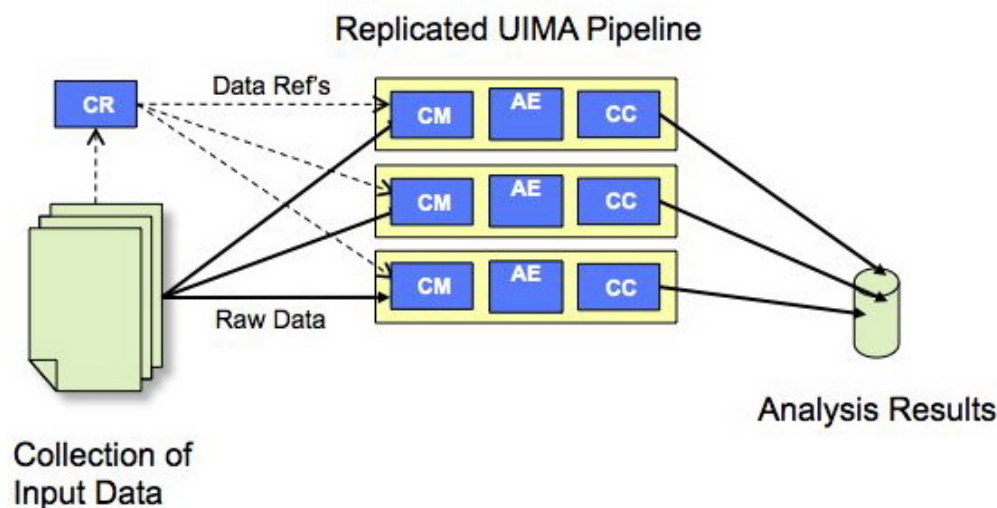 Replicated UIMA Pipeline
CR
Data Ref's
CM AE CC
CM AE CC
CM AE CC
Raw Data
Analysis Results
Collection of
Input Data